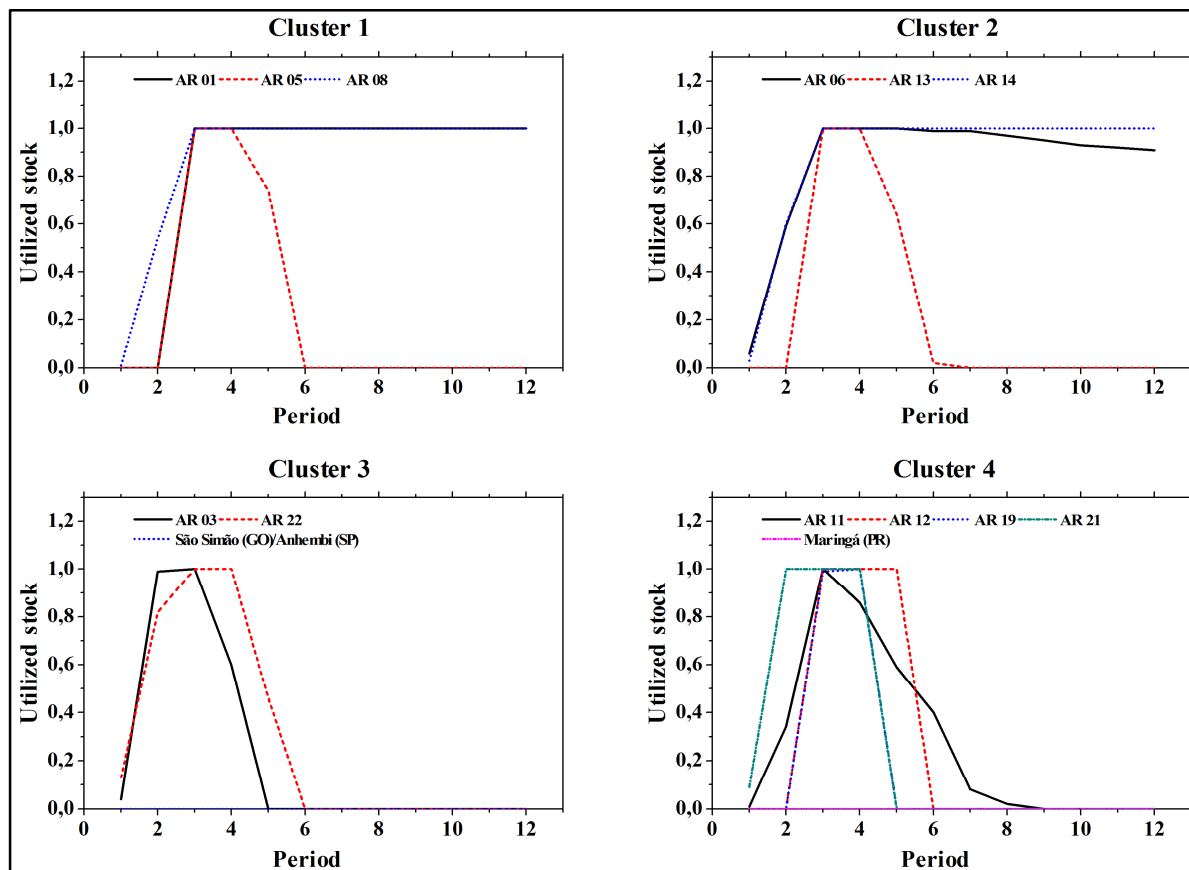 Cluster 1
AR 01 AR 05 AR 08
1,2
1,0
0,8
0,6
0,4
0,2
0,0
Utilized stock
0 2 4 6 8 10 12
Period
Cluster 2
AR 06 AR 13 AR 14
1,2
1,0
0,8
0,6
0,4
0,2
0,0
Utilized stock
0 2 4 6 8 10 12
Period
Cluster 3
AR 03 AR 22
São Simão (GO)/Anhembi (SP)
1,2
1,0
0,8
0,6
0,4
0,2
0,0
Utilized stock
0 2 4 6 8 10 12
Period
Cluster 4
AR 11 AR 12 AR 19 AR 21
Maringá (PR)
1,2
1,0
0,8
0,6
0,4
0,2
0,0
Utilized stock
0 2 4 6 8 10 12
Period